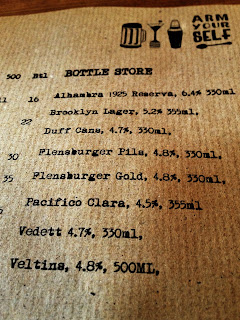 ARM
YOUR
SELF
500 Btl BOTTLE STORE
16 Alhambra 1925 Reserva, 6.4% 330ml
Brooklyn Lager, 5.2% 355ml,
22
Duff Cans, 4.7%, 330ml,
30 Flensburger Pils, 4.8%, 330ml,
35 Flensburger Gold, 4.8%, 330ml,
Pacifico Clara, 4.5%, 355ml
Vedett 4.7%, 330ml,
Veltins, 4.8%, 500ML,